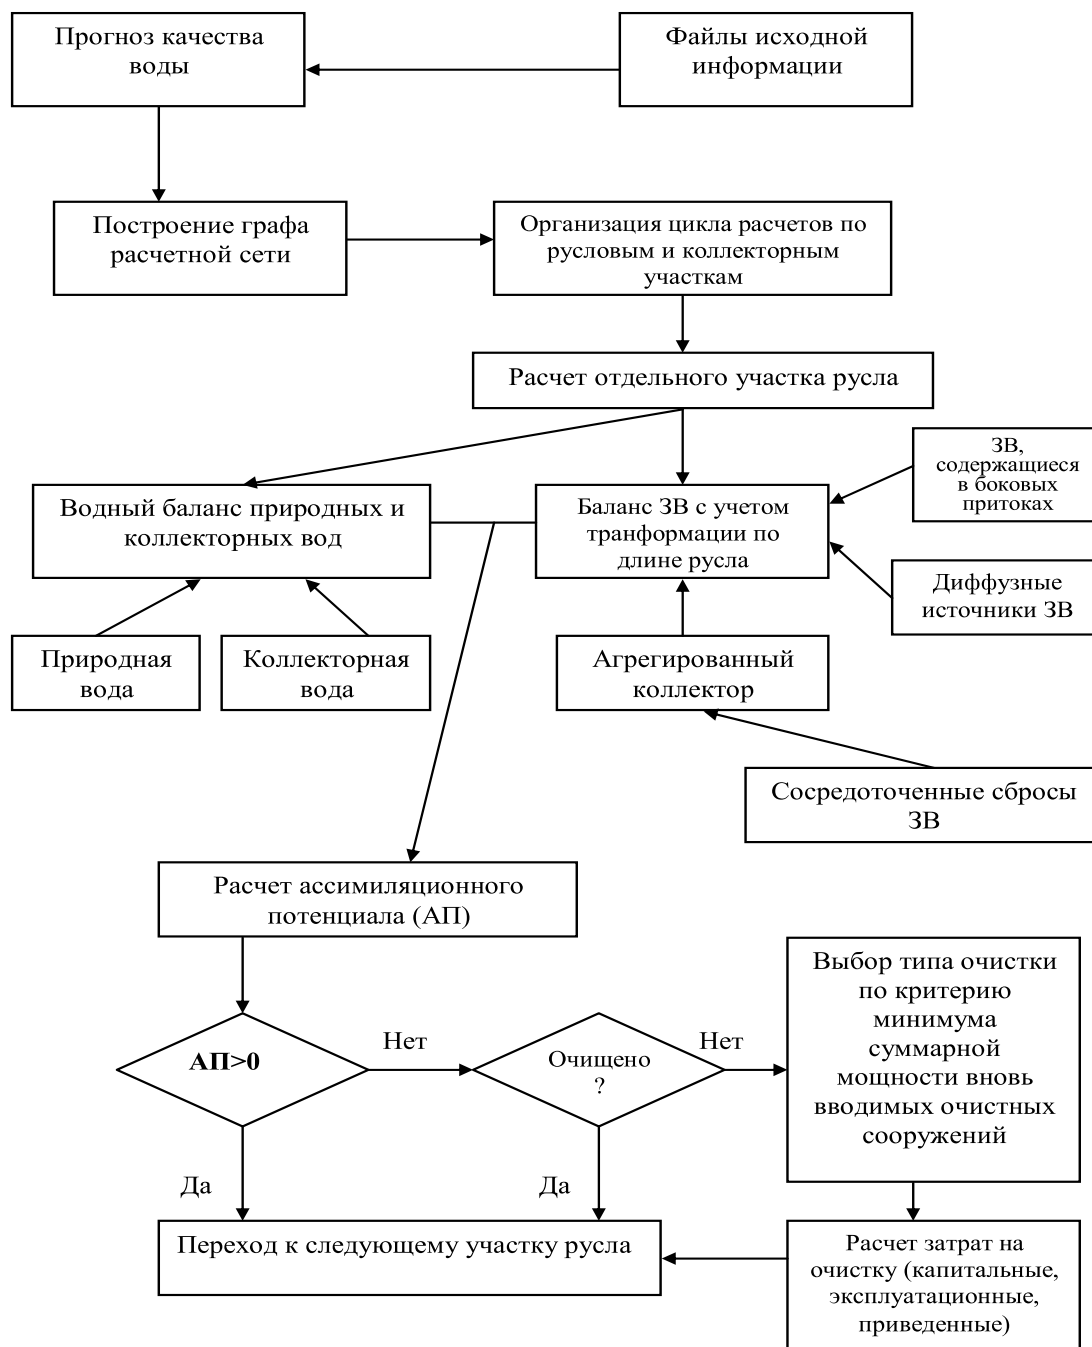 Прогноз качества
воды
Файлы исходной
информации
Построение графа
расчетной сети
Организация цикла расчетов по
русловым и коллекторным
участкам
Расчет отдельного участка русла
ЗВ,
содержащиеся
в боковых
притоках
Водный баланс природных и
коллекторных вод
Баланс ЗВ с учетом
транформации по
длине русла
Диффузные
источники ЗВ
Природная
вода
Коллекторная
вода
Агрегированный
коллектор
Сосредоточенные сбросы
ЗВ
Расчет ассимиляционного
потенциала (АП)
АП>0
Нет
Очищено
?
Нет
Выбор типа очистки
по критерию
минимума
суммарной
мощности вновь
вводимых очистных
сооружений
Да
Да
Переход к следующему участку русла
Расчет затрат на
очистку (капитальные,
эксплуатационные,
приведенные)